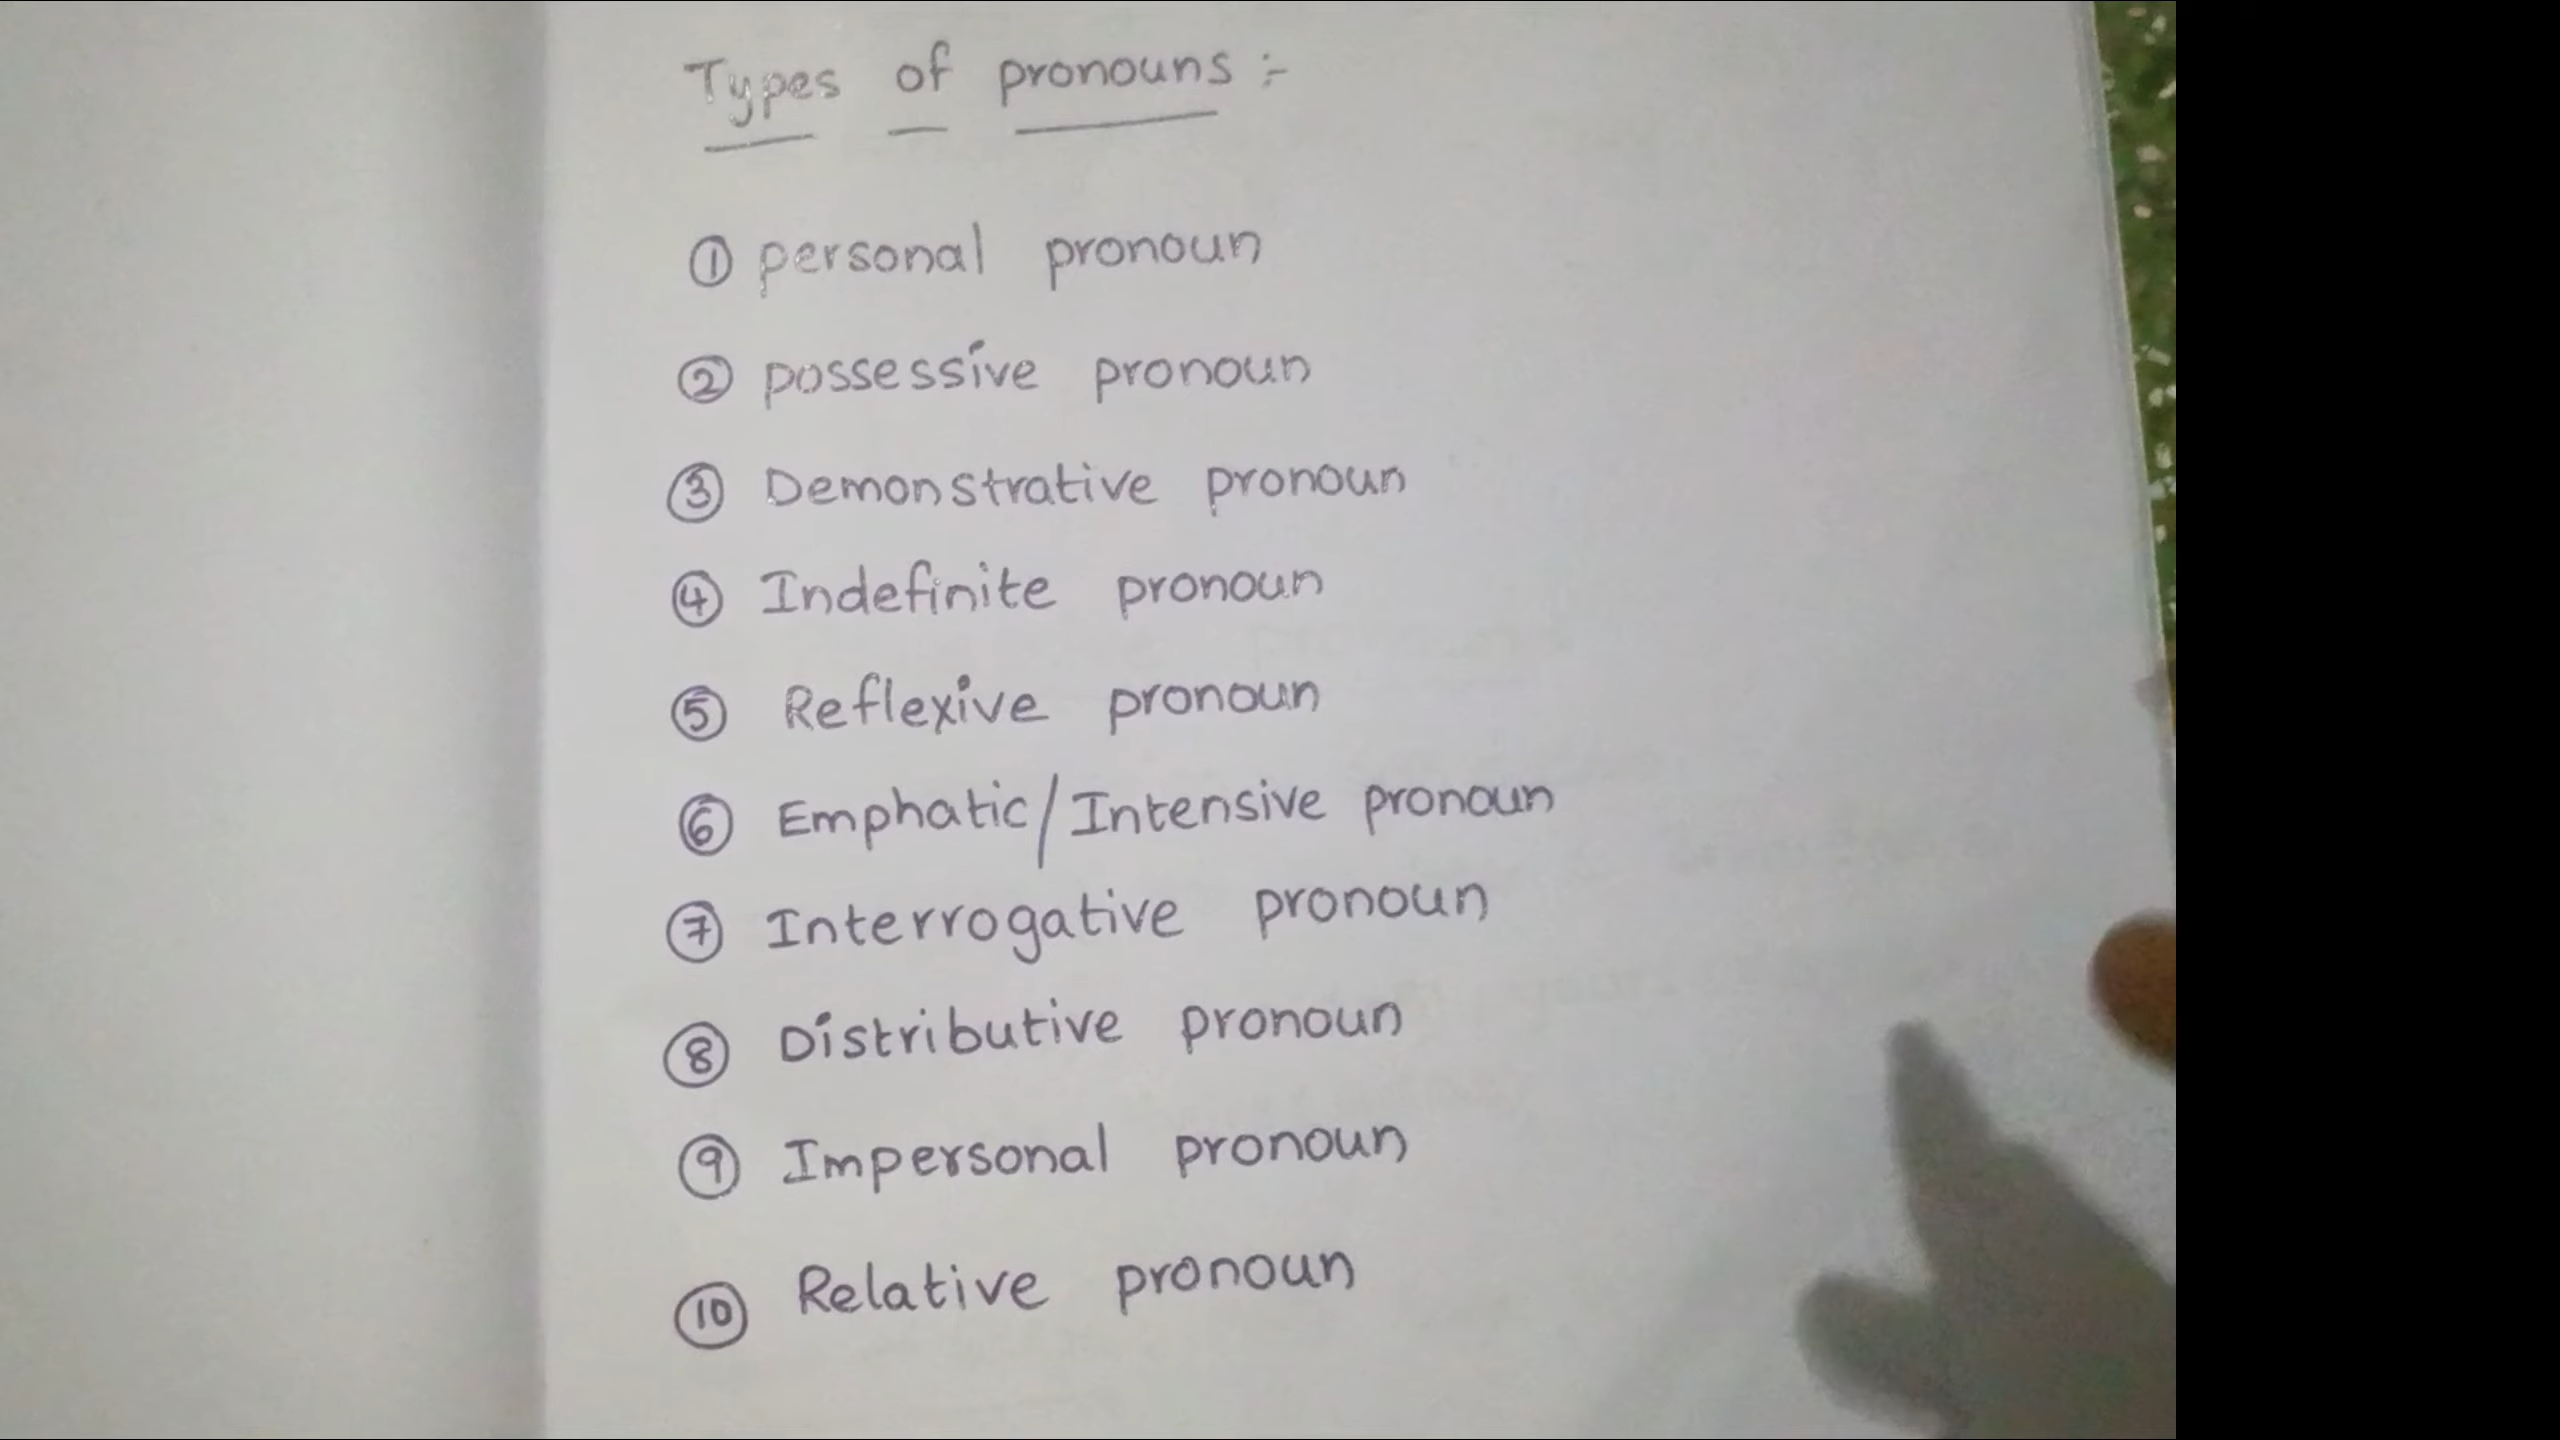 Types of pronouns :-
① personal pronoun
② possessive pronoun
③ Demonstrative pronoun
④ Indefinite pronoun
⑤ Reflexive pronoun
⑥ Emphatic/Intensive pronoun
⑦ Interrogative pronoun
⑧ Distributive pronoun
⑨ Impersonal pronoun
⑩ Relative pronoun